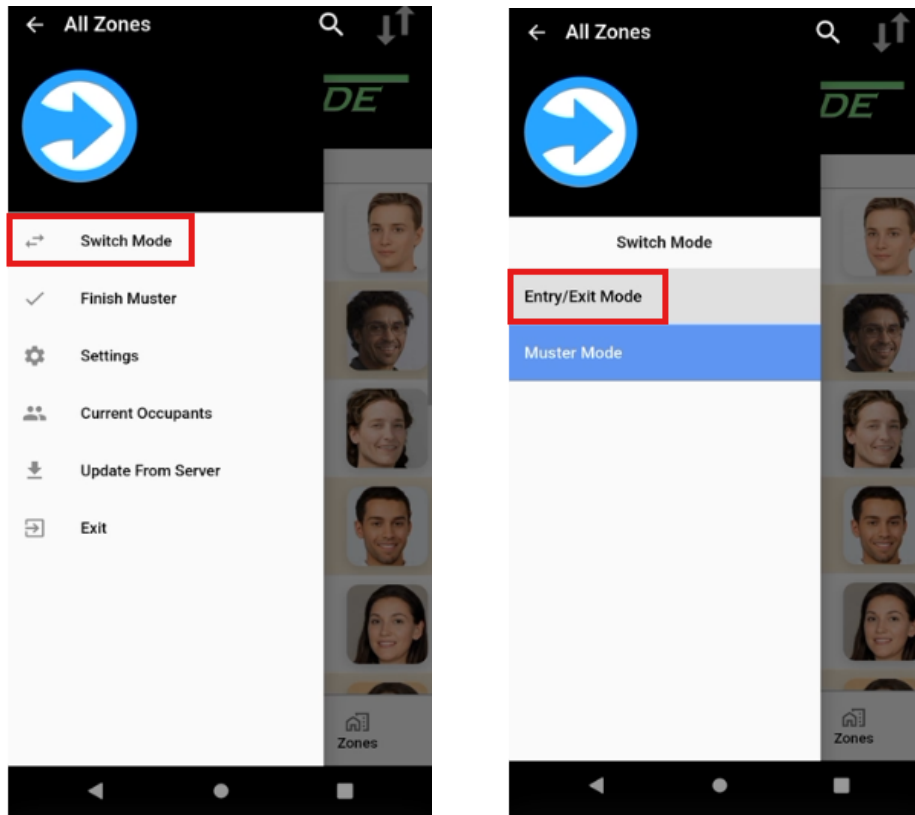 All Zones
DE
Switch Mode
Finish Muster
Settings
Current Occupants
Update From Server
Exit
Zones
All Zones
DE
Switch Mode
Entry/Exit Mode
Muster Mode
Zones